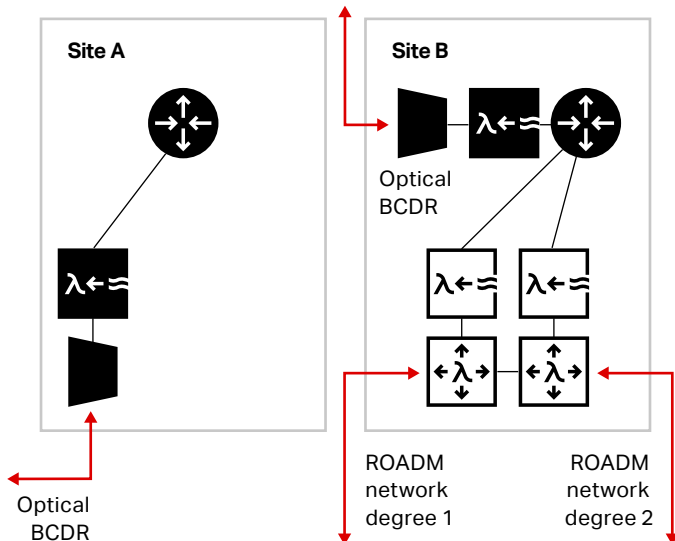 Site A
Optical
BCDR
Site B
Optical
BCDR
λ
λ
λ
λ
λ
λ
ROADM
network
degree 1
ROADM
network
degree 2